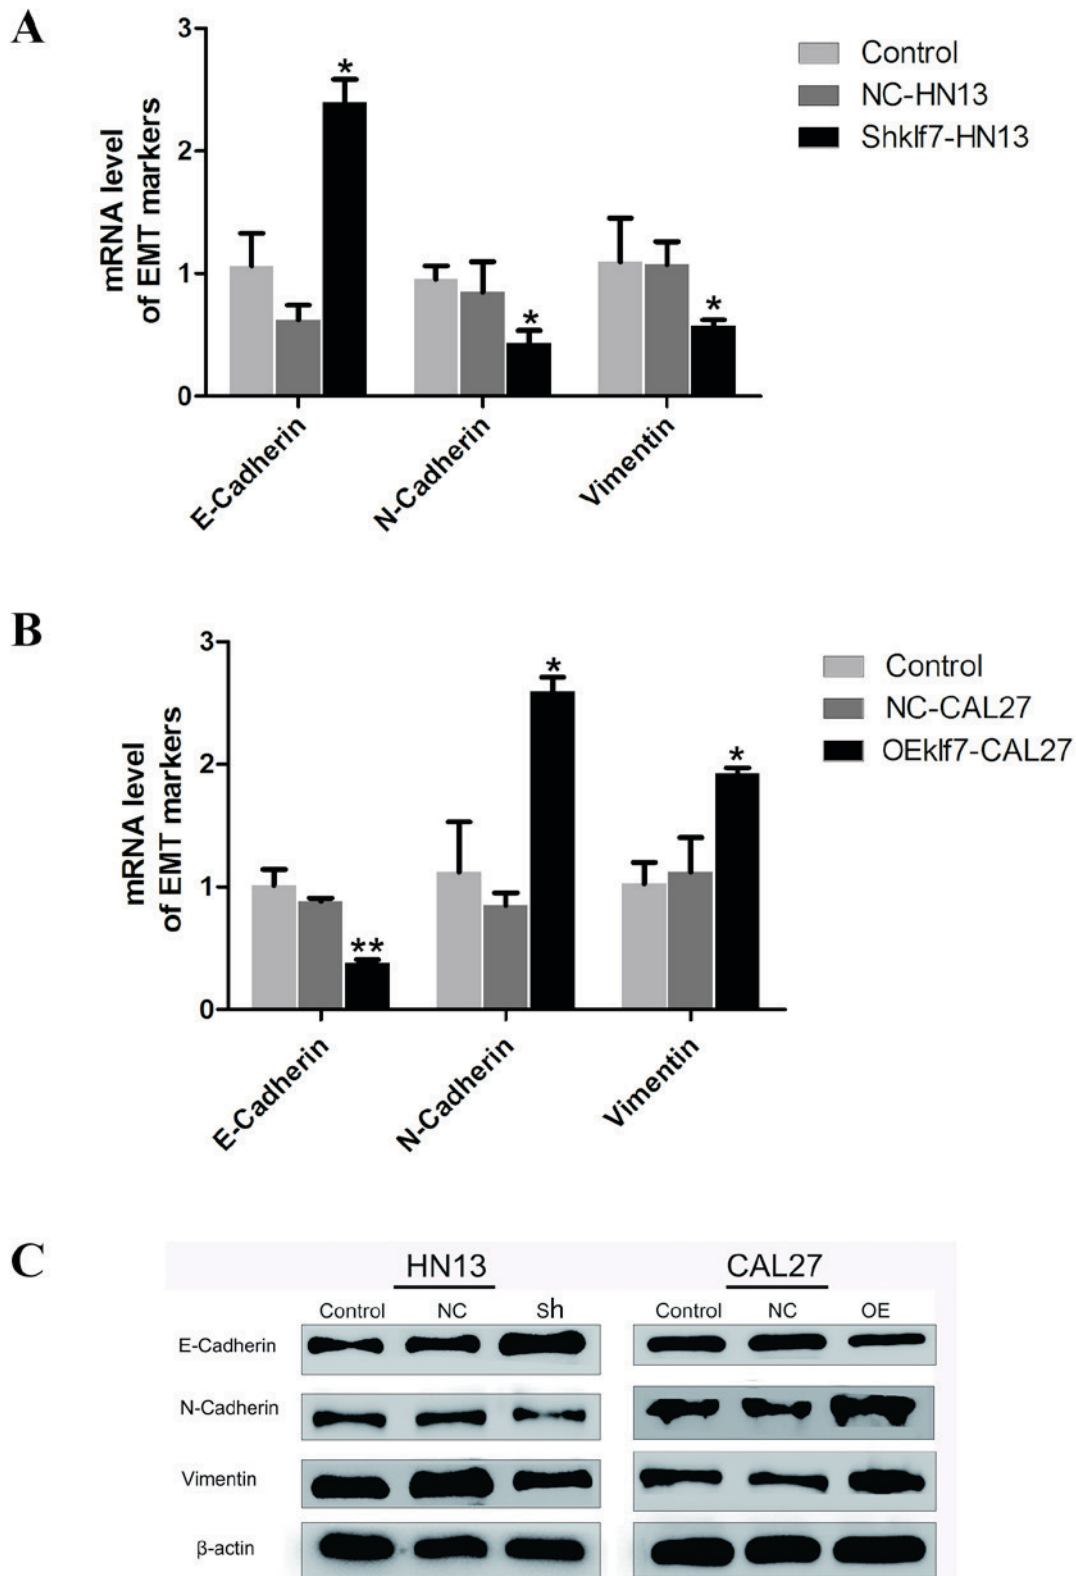 A
3
2
1
0
mRNA level
of EMT markers
*
*
*
E-Cadherin
N-Cadherin
Vimentin
Control
NC-HN13
Shklf7-HN13
B
3
2
1
0
mRNA level
of EMT markers
**
*
*
E-Cadherin
N-Cadherin
Vimentin
Control
NC-CAL27
OEklf7-CAL27
C
HN13 CAL27
Control NC Sh Control NC OE
E-Cadherin
N-Cadherin
Vimentin
β-actin